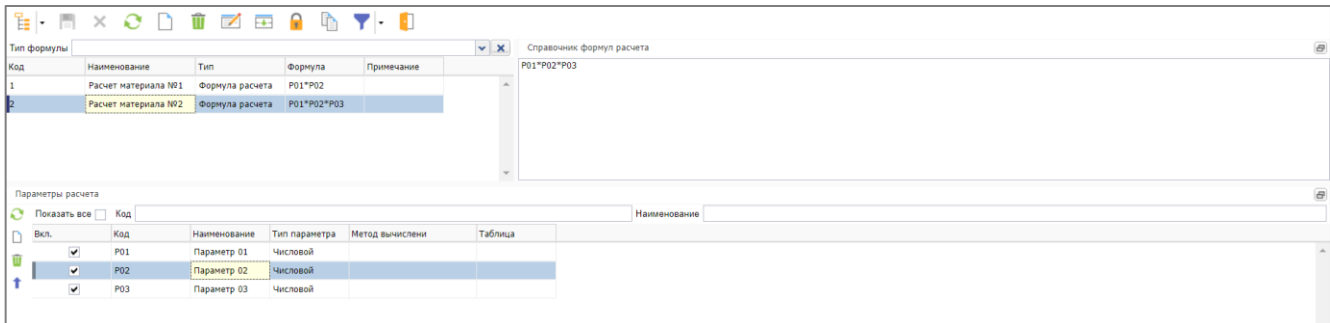 Тип формулы
Справочник формул расчета
Код Наименование Тип Формула Примечание
1 Расчет материала №1 Формула расчета P01*P02
2 Расчет материала №2 Формула расчета P01*P02*P03
P01*P02*P03
Параметры расчета
Показать все Код Наименование
Вкл. Код Наименование Тип параметра Метод вычислени Таблица
P01 Параметр 01 Числовой
P02 Параметр 02 Числовой
P03 Параметр 03 Числовой